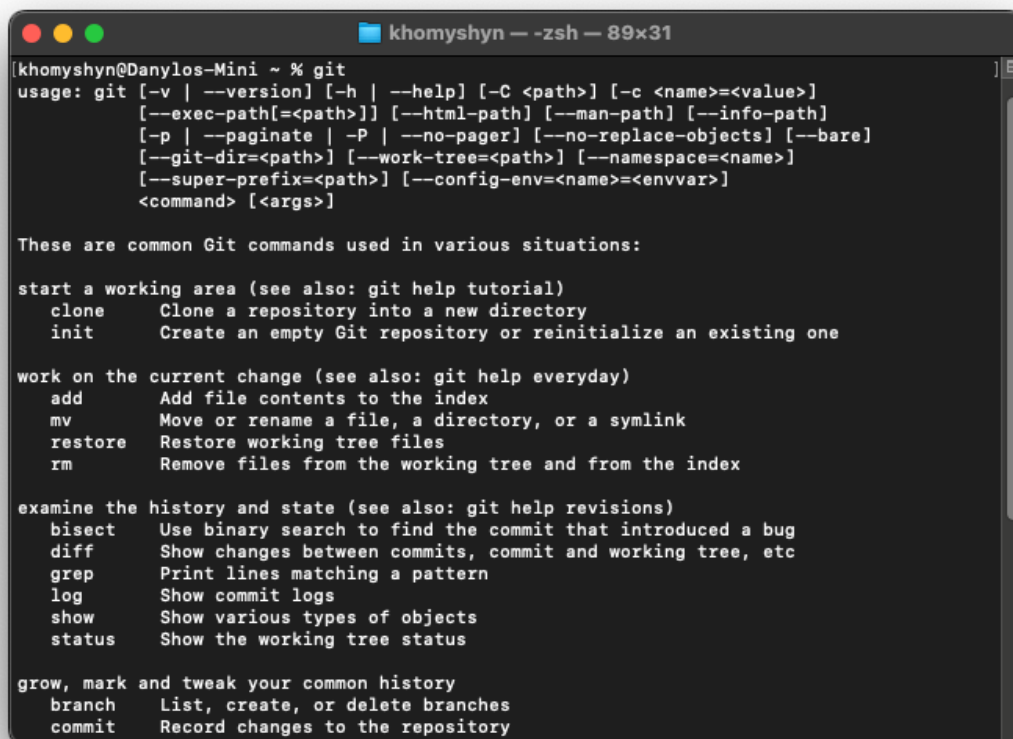 khomyshyn — -zsh — 89×31
[khomyshyn@Danylos-Mini ~ % git ]
usage: git [-v | --version] [-h | --help] [-C <path>] [-c <name>=<value>]
           [--exec-path[=<path>]] [--html-path] [--man-path] [--info-path]
           [-p | --paginate | -P | --no-pager] [--no-replace-objects] [--bare]
           [--git-dir=<path>] [--work-tree=<path>] [--namespace=<name>]
           [--super-prefix=<path>] [--config-env=<name>=<envvar>]
           <command> [<args>]
These are common Git commands used in various situations:
start a working area (see also: git help tutorial)
   clone     Clone a repository into a new directory
   init      Create an empty Git repository or reinitialize an existing one
work on the current change (see also: git help everyday)
   add       Add file contents to the index
   mv        Move or rename a file, a directory, or a symlink
   restore   Restore working tree files
   rm        Remove files from the working tree and from the index
examine the history and state (see also: git help revisions)
   bisect    Use binary search to find the commit that introduced a bug
   diff      Show changes between commits, commit and working tree, etc
   grep      Print lines matching a pattern
   log       Show commit logs
   show      Show various types of objects
   status    Show the working tree status
grow, mark and tweak your common history
   branch    List, create, or delete branches
   commit    Record changes to the repository